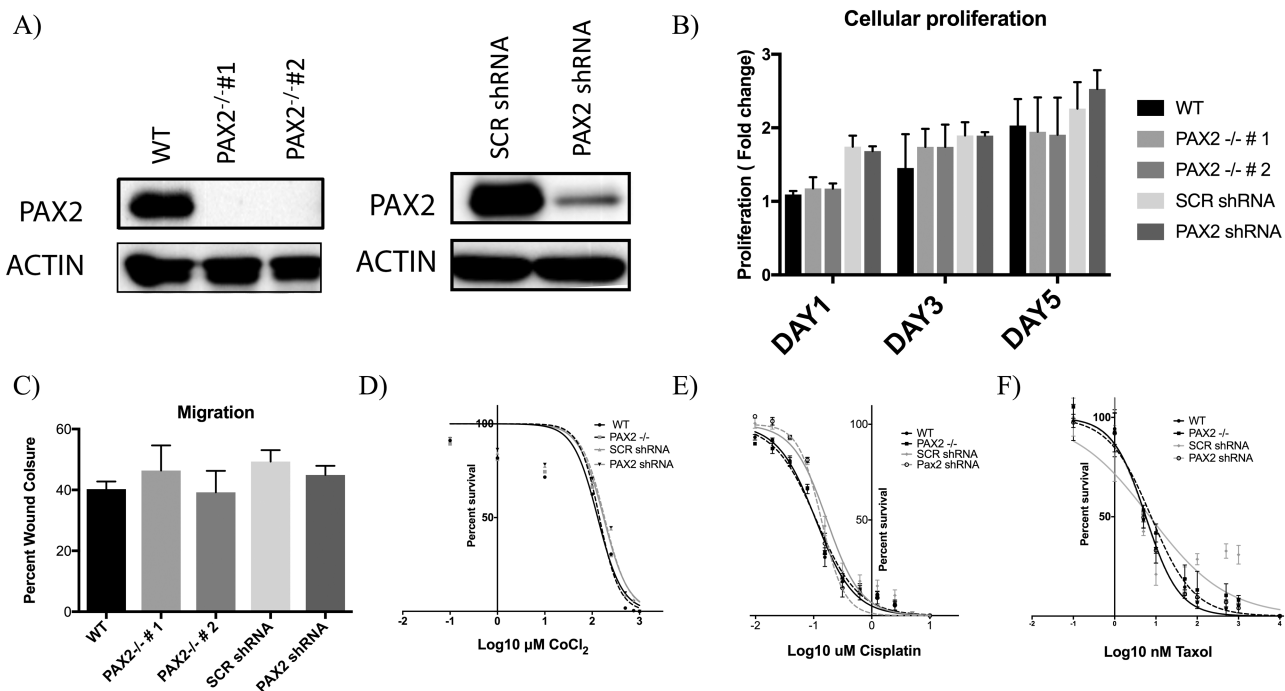 A)
WT
PAX2-/-#1
PAX2-/-#2
PAX2
ACTIN
SCR shRNA
PAX2 shRNA
PAX2
ACTIN
B)
Cellular proliferation
Proliferation ( Fold change)
3
2
1
0
DAY1
DAY3
DAY5
WT
PAX2 -/- # 1
PAX2 -/- # 2
SCR shRNA
PAX2 shRNA
C)
Migration
Percent Wound Colsure
60
40
20
0
WT
PAX2-/- # 1
PAX2-/- # 2
SCR shRNA
PAX2 shRNA
D)
100
50
Percent survival
WT
PAX2 -/-
SCR shRNA
PAX2 shRNA
-2 -1 0 1 2 3
Log10 µM CoCl2
E)
100
50
Percent survival
WT
PAX2 -/-
SCR shRNA
Pax2 shRNA
-2 -1 0 1
Log10 uM Cisplatin
F)
100
50
Percent survival
WT
PAX2 -/-
SCR shRNA
PAX2 shRNA
-2 -1 0 1 2 3 4
Log10 nM Taxol